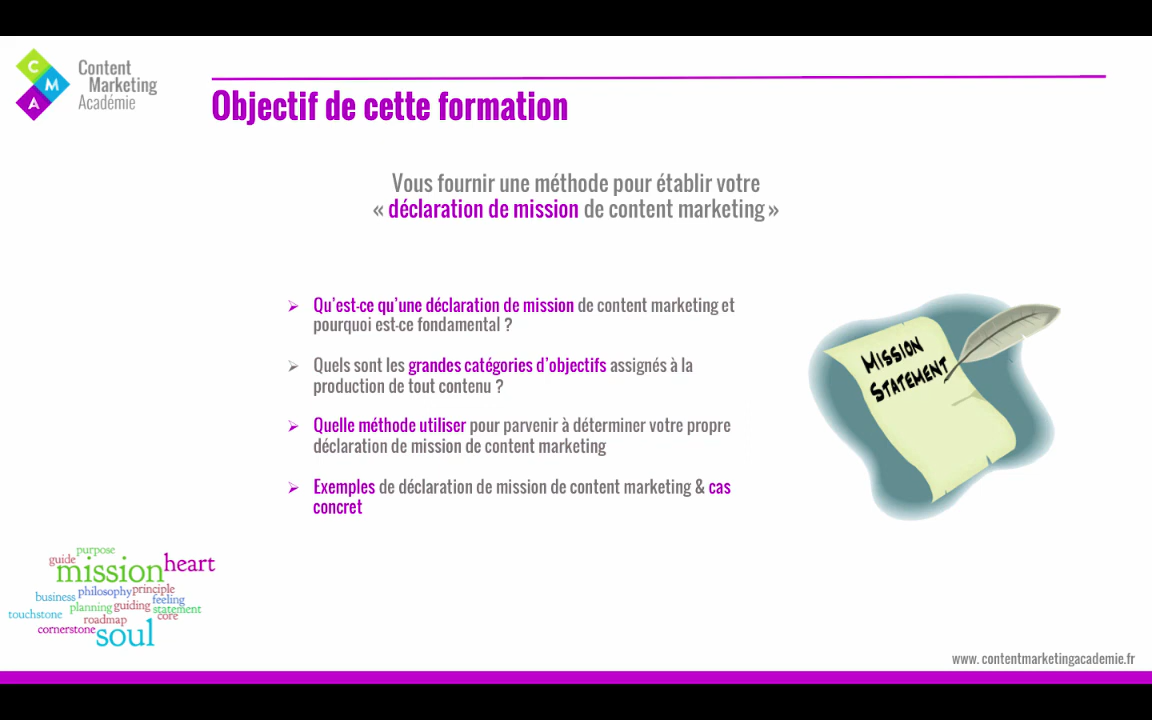 C
M
A
Content
Marketing
Académie
Objectif de cette formation
Vous fournir une méthode pour établir votre
« déclaration de mission de content marketing »
Qu'est-ce qu'une déclaration de mission de content marketing et
pourquoi est-ce fondamental ?
Quels sont les grandes catégories d'objectifs assignés à la
production de tout contenu ?
Quelle méthode utiliser pour parvenir à déterminer votre propre
déclaration de mission de content marketing
Exemples de déclaration de mission de content marketing & cas
concret
MISSION
STATEMENT
purpose
guide
mission
heart
business
philosophy
principle
feeling
planning
guiding
statement
touchstone
roadmap
core
cornerstone
soul
www. contentmarketingacademie.fr